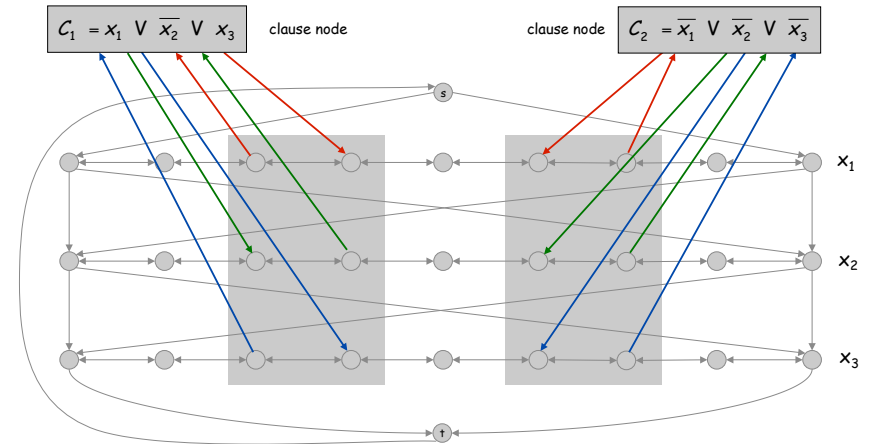 C₁ = x₁ V x̅₂ V x₃ clause node clause node C₂ = x̅₁ V x̅₂ V x̅₃
s
x₁
x₂
x₃
t